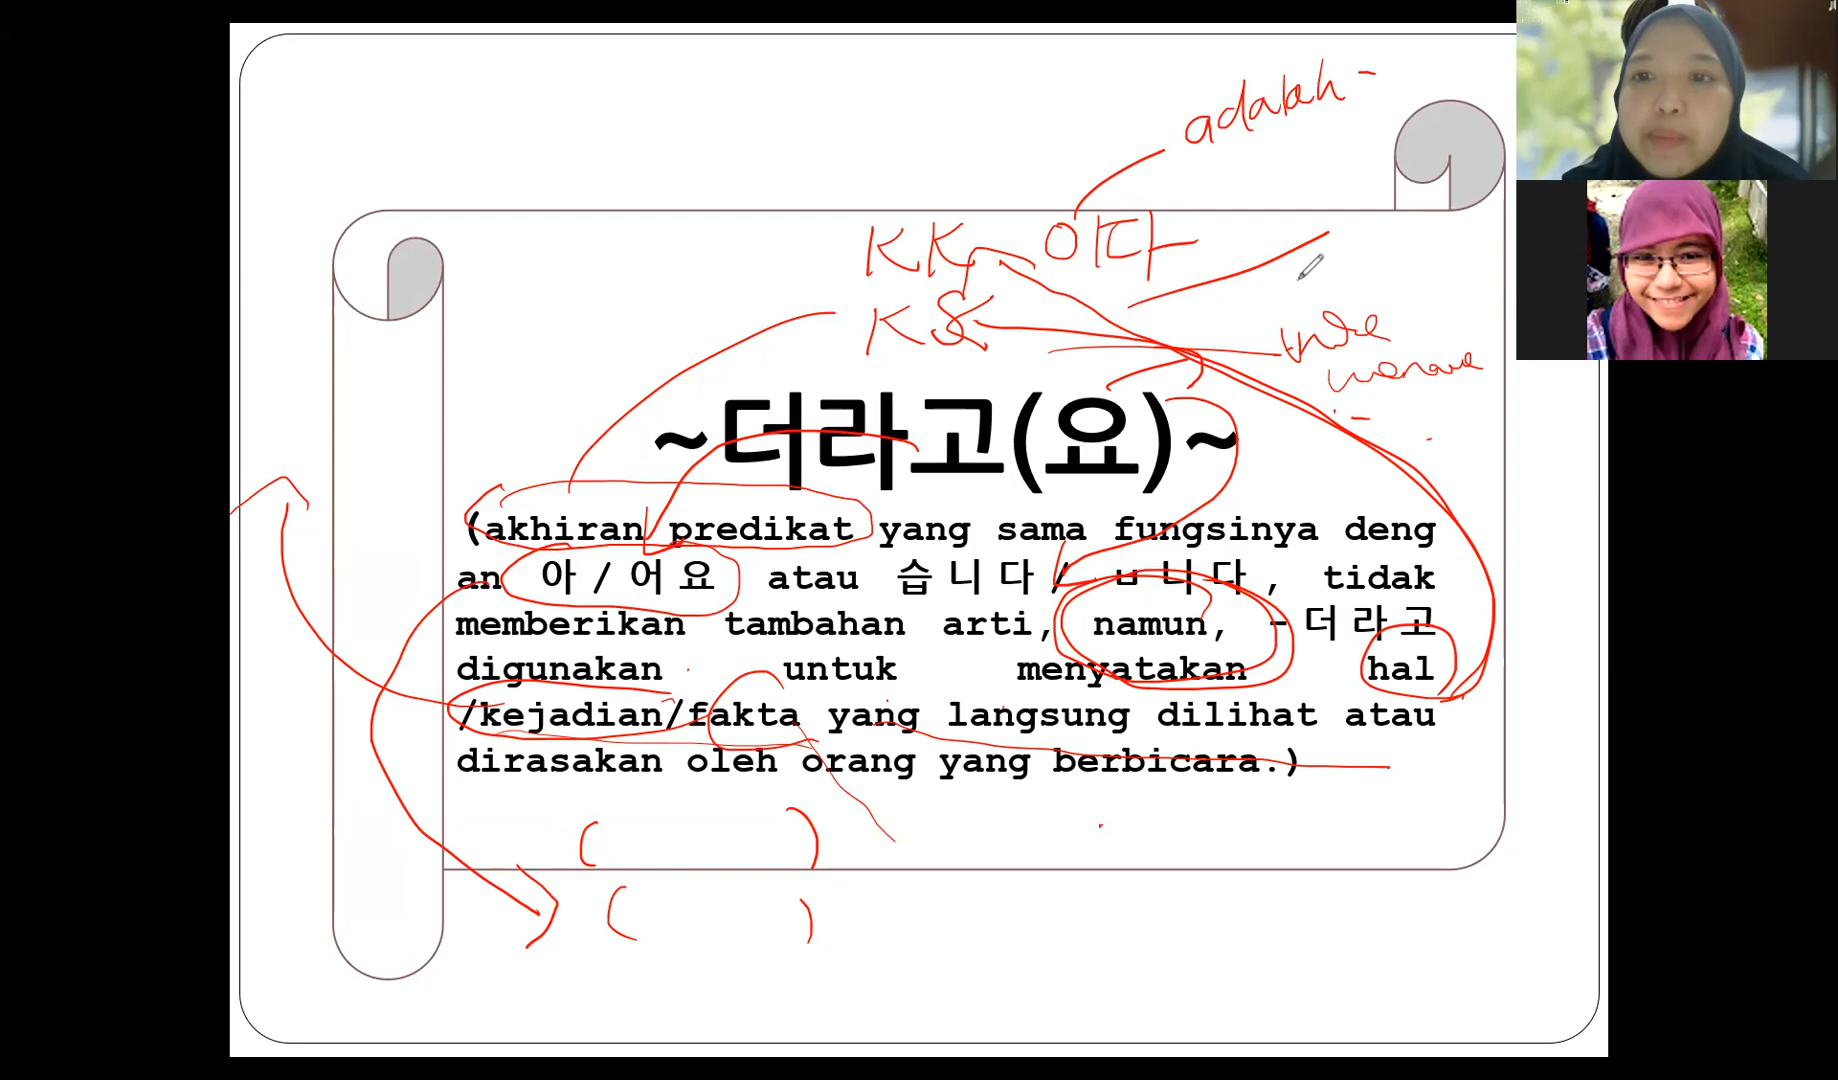 adalah -
KK 이다
KS
~더라고(요)~
(akhiran predikat yang sama fungsinya deng
an 아/어요 atau 습니다/ㅂ니다, tidak
memberikan tambahan arti, namun, -더라고
digunakan untuk menyatakan hal
/kejadian/fakta yang langsung dilihat atau
dirasakan oleh orang yang berbicara.)